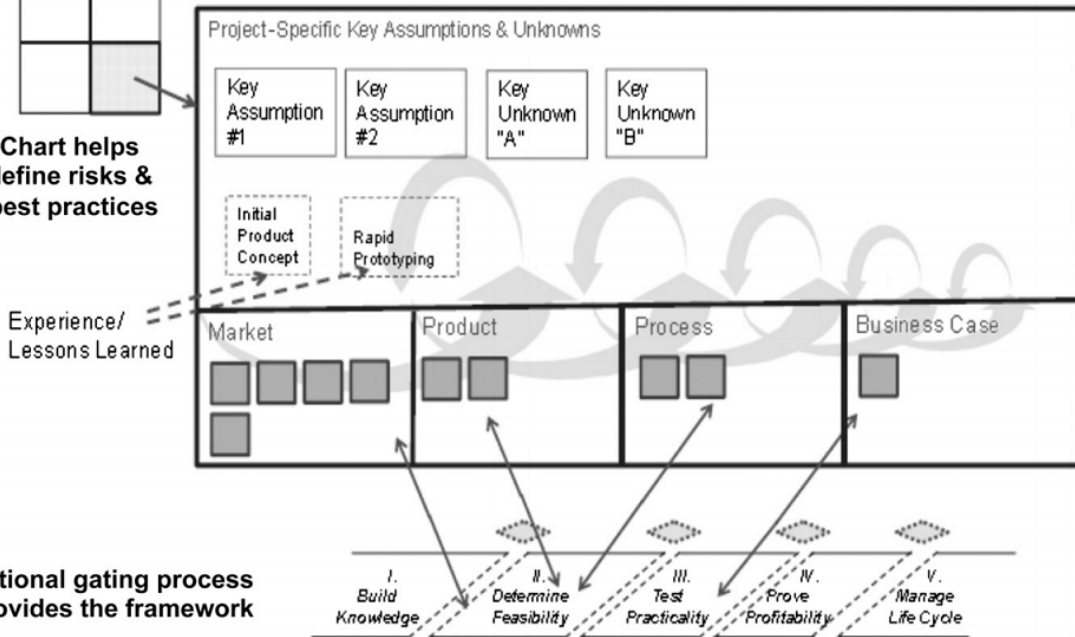 Project-Specific Key Assumptions & Unknowns
Key
Assumption
#1
Key
Assumption
#2
Key
Unknown
"A"
Key
Unknown
"B"
Chart helps
define risks &
best practices
Initial
Product
Concept
Rapid
Prototyping
Experience/
Lessons Learned
Market
Product
Process
Business Case
tional gating process
ovides the framework
I.
Build
Knowledge
II.
Determine
Feasibility
III.
Test
Practicality
IV.
Prove
Profitability
V.
Manage
Life Cycle